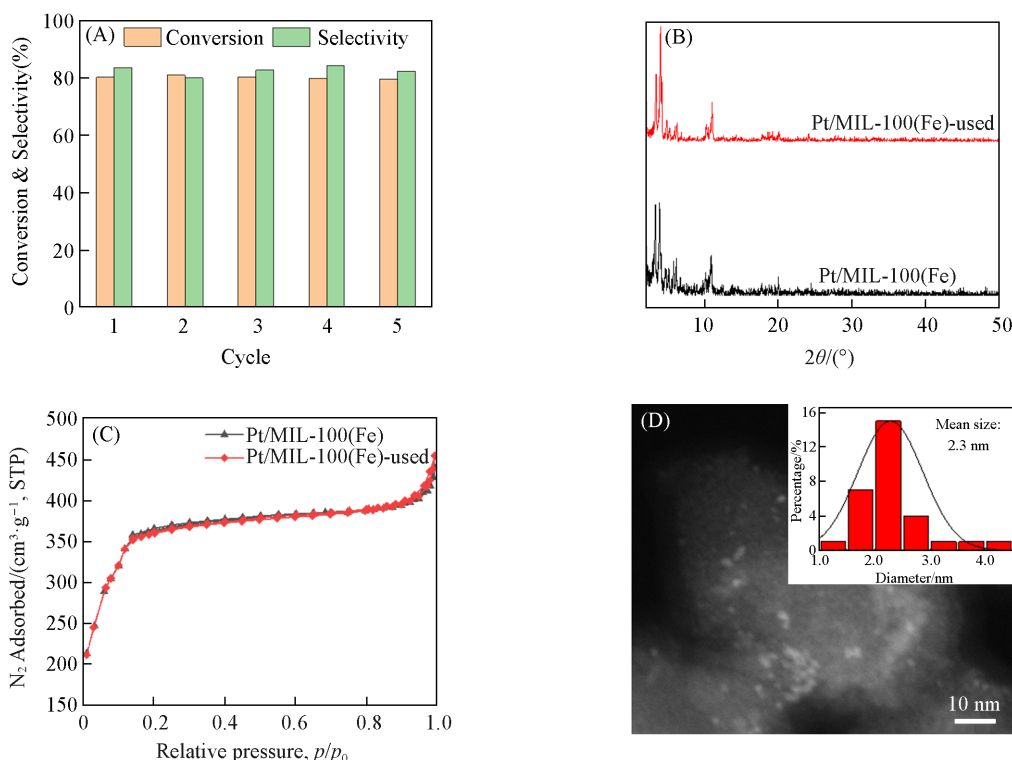 (A)
Conversion
Selectivity
100
80
60
40
20
0
Conversion & Selectivity(%)
1 2 3 4 5
Cycle
(B)
Pt/MIL-100(Fe)-used
Pt/MIL-100(Fe)
10 20 30 40 50
2θ/(°)
(C)
Pt/MIL-100(Fe)
Pt/MIL-100(Fe)-used
500
450
400
350
300
250
200
150
N₂ Adsorbed/(cm³·g⁻¹, STP)
0 0.2 0.4 0.6 0.8 1.0
Relative pressure, p/p₀
(D)
Mean size:
2.3 nm
16
12
8
4
0
Percentage/%
1.0 2.0 3.0 4.0
Diameter/nm
10 nm